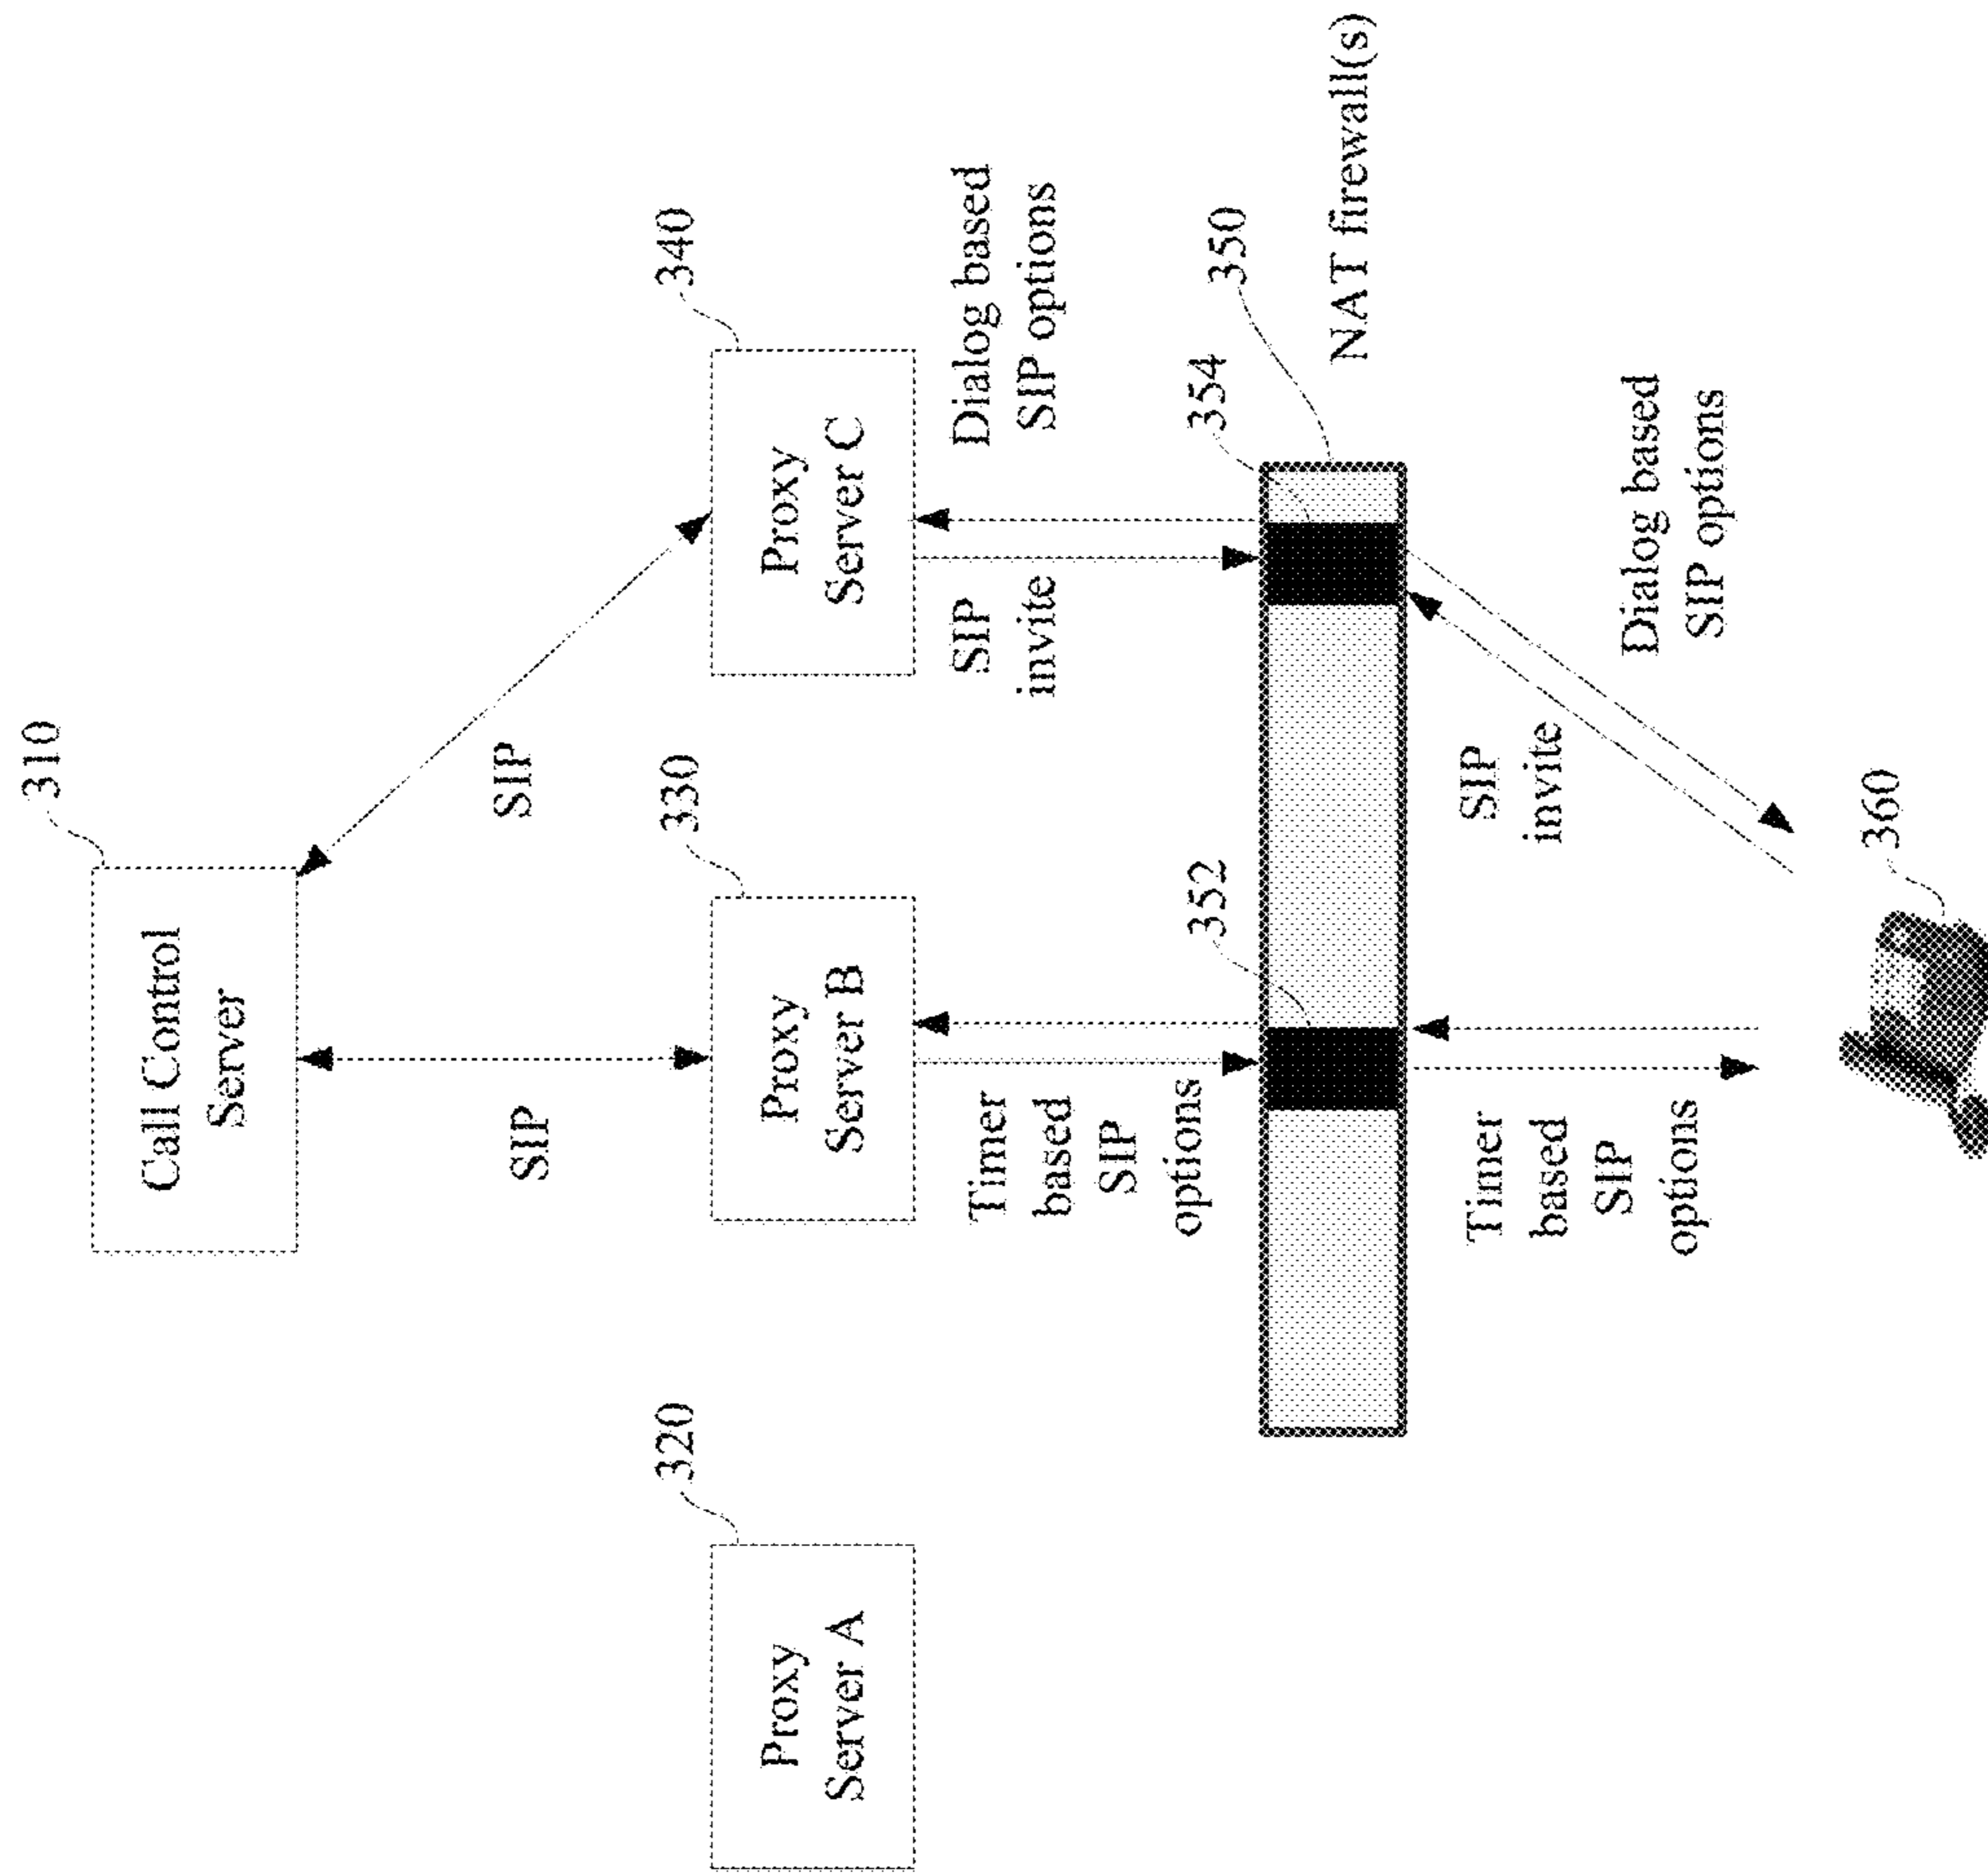 310
Call Control
Server
SIP
SIP
320
Proxy
Server A
330
Proxy
Server B
340
Proxy
Server C
Timer
based
SIP
options
SIP
invite
Dialog based
SIP options
352
354
350
NAT firewall(s)
Timer
based
SIP
options
SIP
invite
Dialog based
SIP options
360